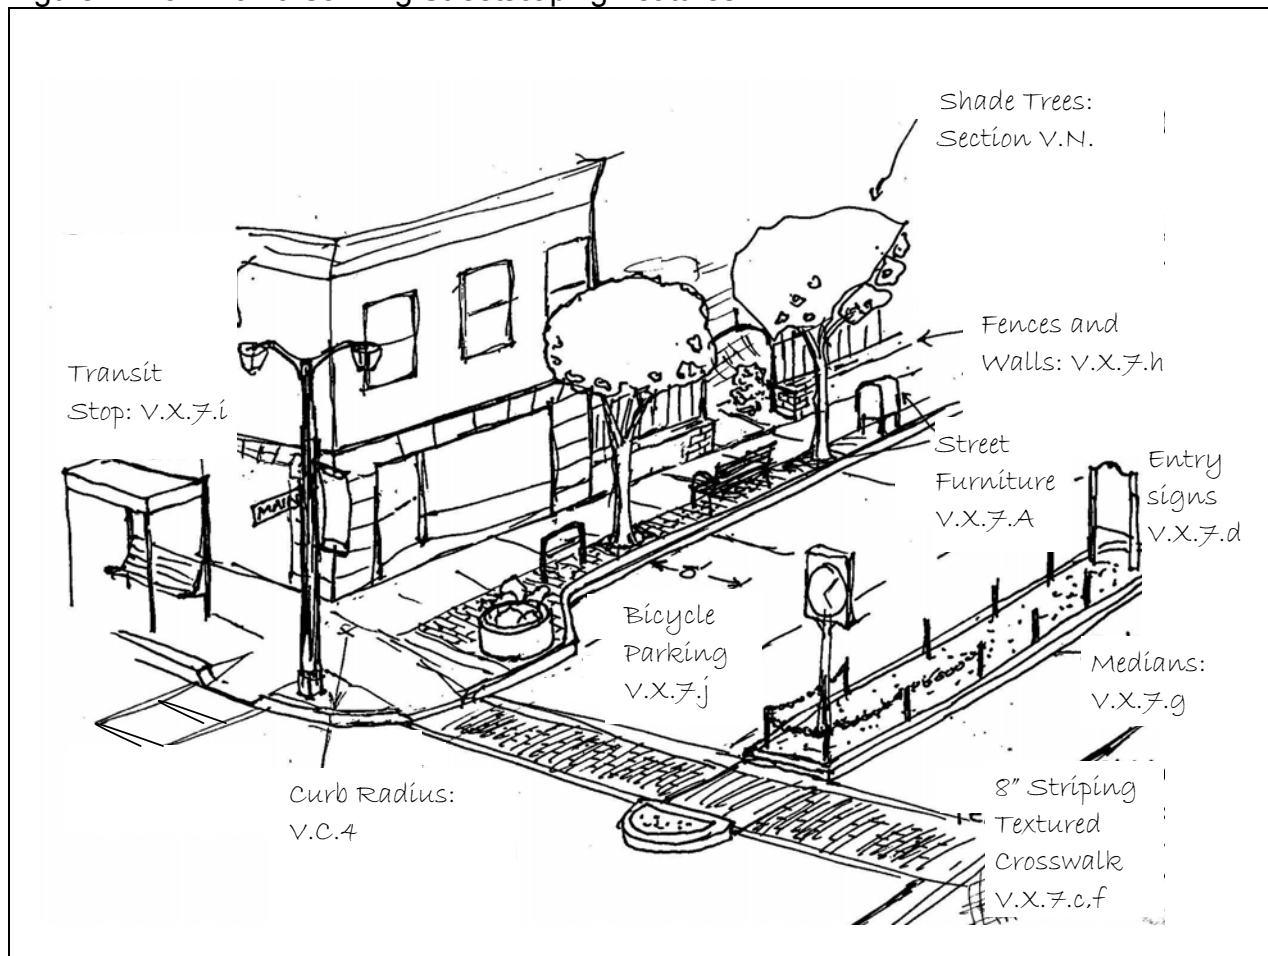 Shade Trees:
Section V.N.
Fences and
Walls: V.X.7.h
Transit
Stop: V.X.7.i
Street
Furniture
V.X.7.A
Entry
signs
V.X.7.d
MAIN
Bicycle
Parking
V.X.7.j
Medians:
V.X.7.g
Curb Radius:
V.C.4
8" Striping
Textured
Crosswalk
V.X.7.c,f